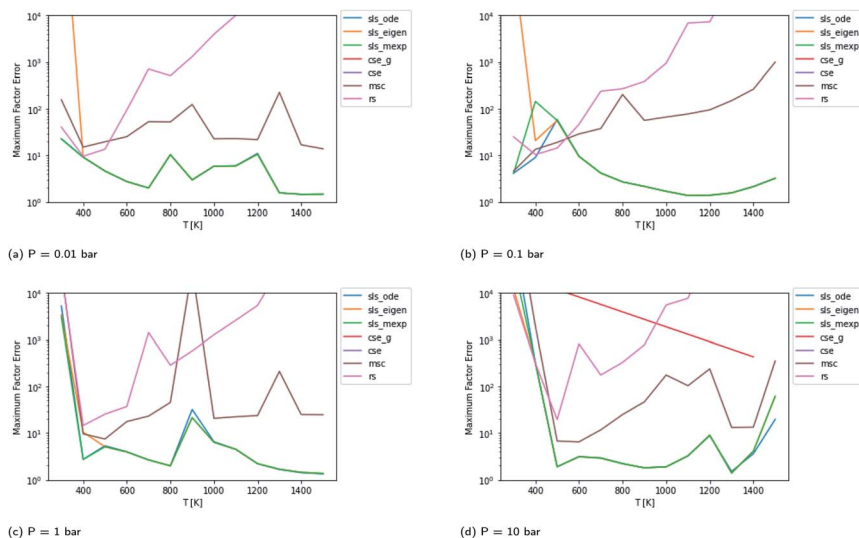 10⁴
10³
10²
10¹
10⁰
Maximum Factor Error
400 600 800 1000 1200 1400
T [K]
sls_ode
sls_eigen
sls_mexp
cse_g
cse
msc
rs
(a) P = 0.01 bar
10⁴
10³
10²
10¹
10⁰
Maximum Factor Error
400 600 800 1000 1200 1400
T [K]
sls_ode
sls_eigen
sls_mexp
cse_g
cse
msc
rs
(b) P = 0.1 bar
10⁴
10³
10²
10¹
10⁰
Maximum Factor Error
400 600 800 1000 1200 1400
T [K]
sls_ode
sls_eigen
sls_mexp
cse_g
cse
msc
rs
(c) P = 1 bar
10⁴
10³
10²
10¹
10⁰
Maximum Factor Error
400 600 800 1000 1200 1400
T [K]
sls_ode
sls_eigen
sls_mexp
cse_g
cse
msc
rs
(d) P = 10 bar